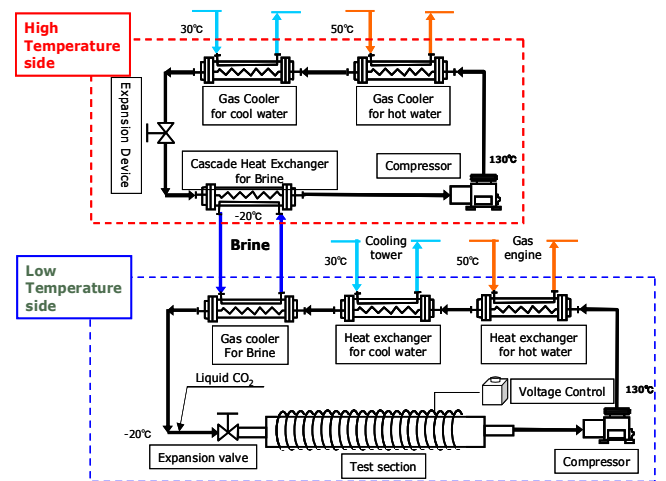 High
Temperature
side
30℃
50℃
Gas Cooler
for cool water
Gas Cooler
for hot water
Expansion
Device
130℃
Compressor
Cascade Heat Exchanger
for Brine
-20℃
Brine
30℃
Cooling
tower
50℃
Gas
engine
Low
Temperature
side
Gas cooler
For Brine
Heat exchanger
for cool water
Heat exchanger
for hot water
Liquid CO2
Voltage Control
130℃
-20℃
Expansion valve
Test section
Compressor